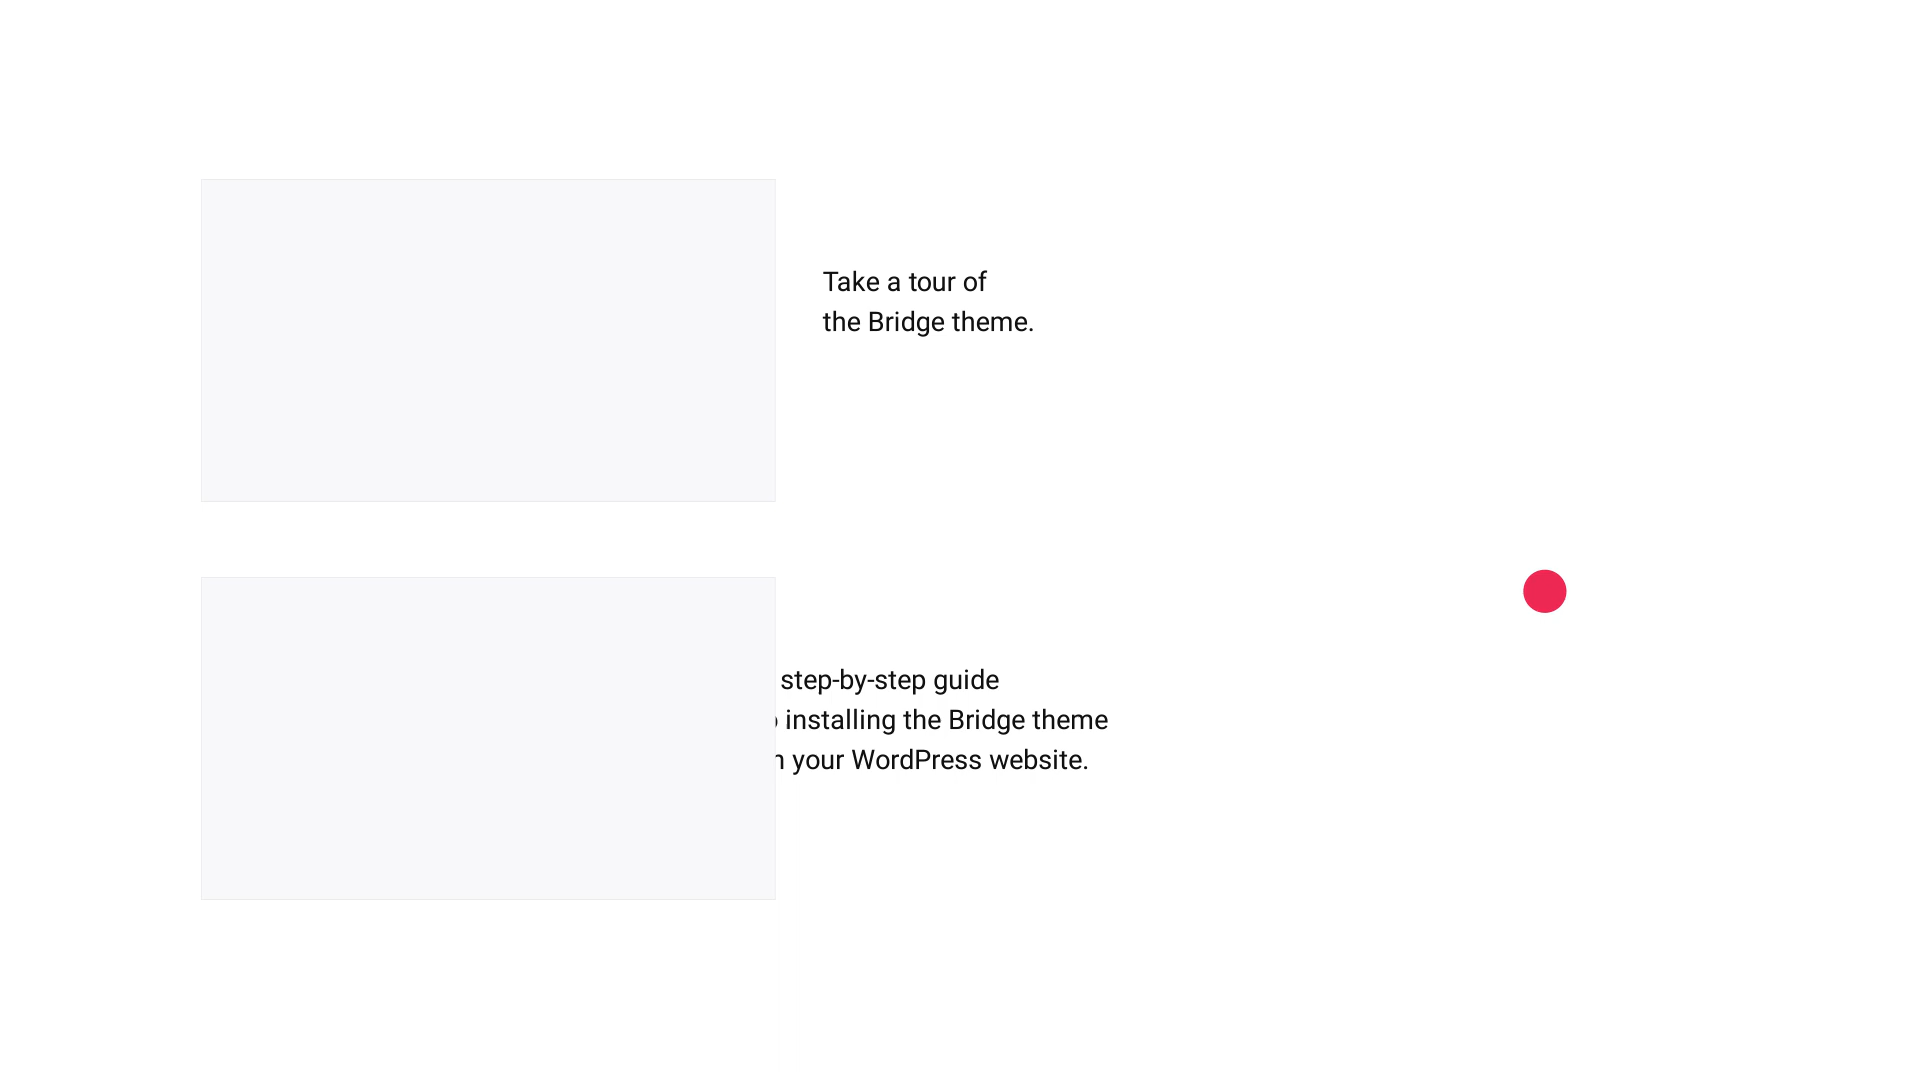 Take a tour of
the Bridge theme.
step-by-step guide
installing the Bridge theme
your WordPress website.